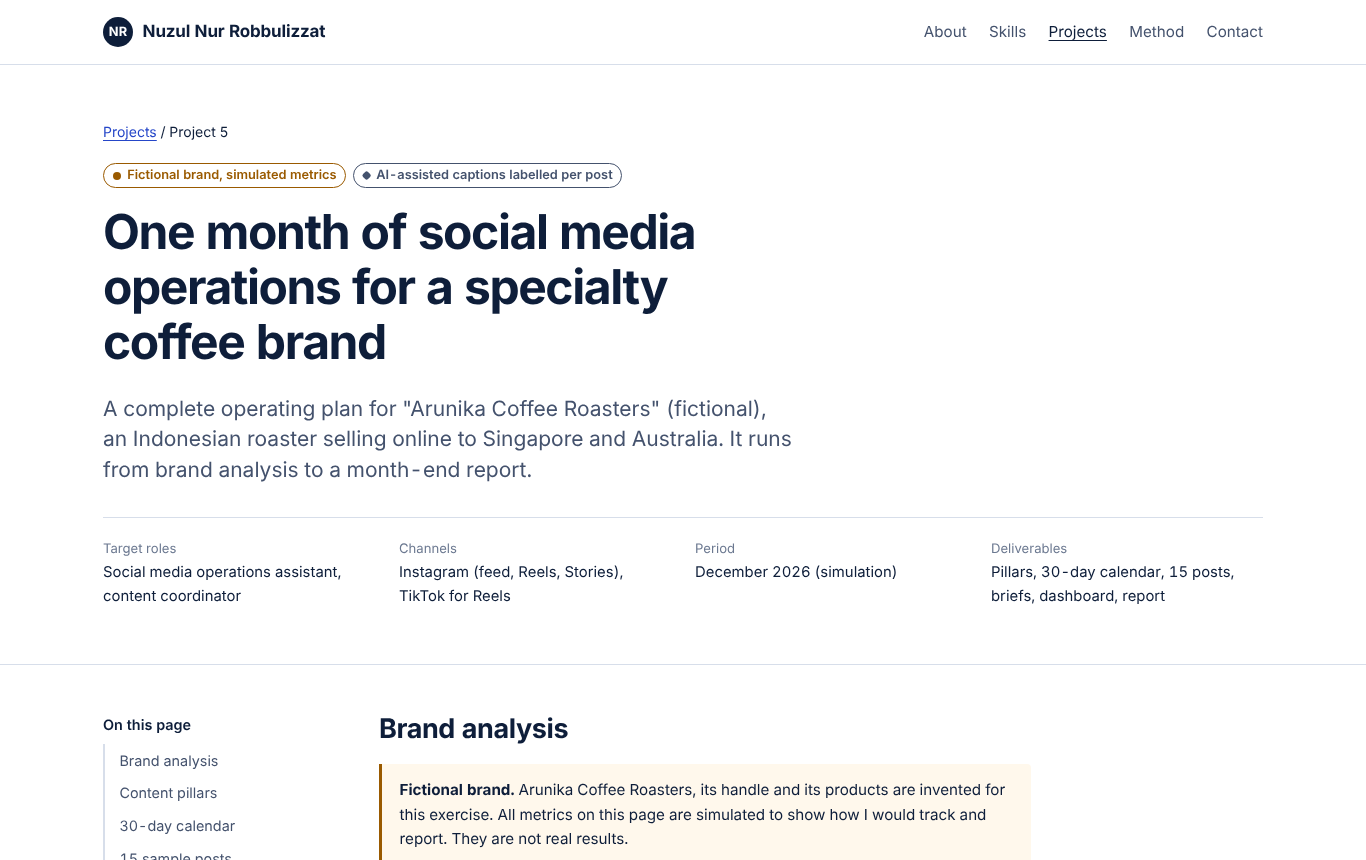 NR Nuzul Nur Robbulizzat
About Skills Projects Method Contact
Projects / Project 5
Fictional brand, simulated metrics
AI-assisted captions labelled per post
One month of social media
operations for a specialty
coffee brand
A complete operating plan for "Arunika Coffee Roasters" (fictional),
an Indonesian roaster selling online to Singapore and Australia. It runs
from brand analysis to a month-end report.
Target roles
Social media operations assistant,
content coordinator
Channels
Instagram (feed, Reels, Stories),
TikTok for Reels
Period
December 2026 (simulation)
Deliverables
Pillars, 30-day calendar, 15 posts,
briefs, dashboard, report
On this page
Brand analysis
Content pillars
30-day calendar
15 sample posts
Brand analysis
Fictional brand. Arunika Coffee Roasters, its handle and its products are invented for
this exercise. All metrics on this page are simulated to show how I would track and
report. They are not real results.